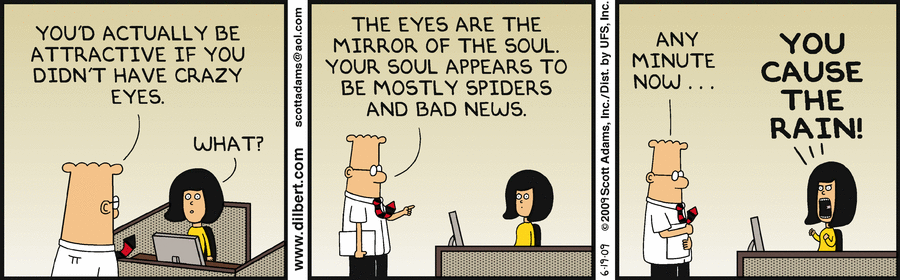 YOU'D ACTUALLY BE
ATTRACTIVE IF YOU
DIDN'T HAVE CRAZY
EYES.
WHAT?
www.dilbert.com scottadams@aol.com
THE EYES ARE THE
MIRROR OF THE SOUL.
YOUR SOUL APPEARS TO
BE MOSTLY SPIDERS
AND BAD NEWS.
6-19-09 ©2009 Scott Adams, Inc./Dist. by UFS, Inc.
ANY
MINUTE
NOW...
YOU
CAUSE
THE
RAIN!